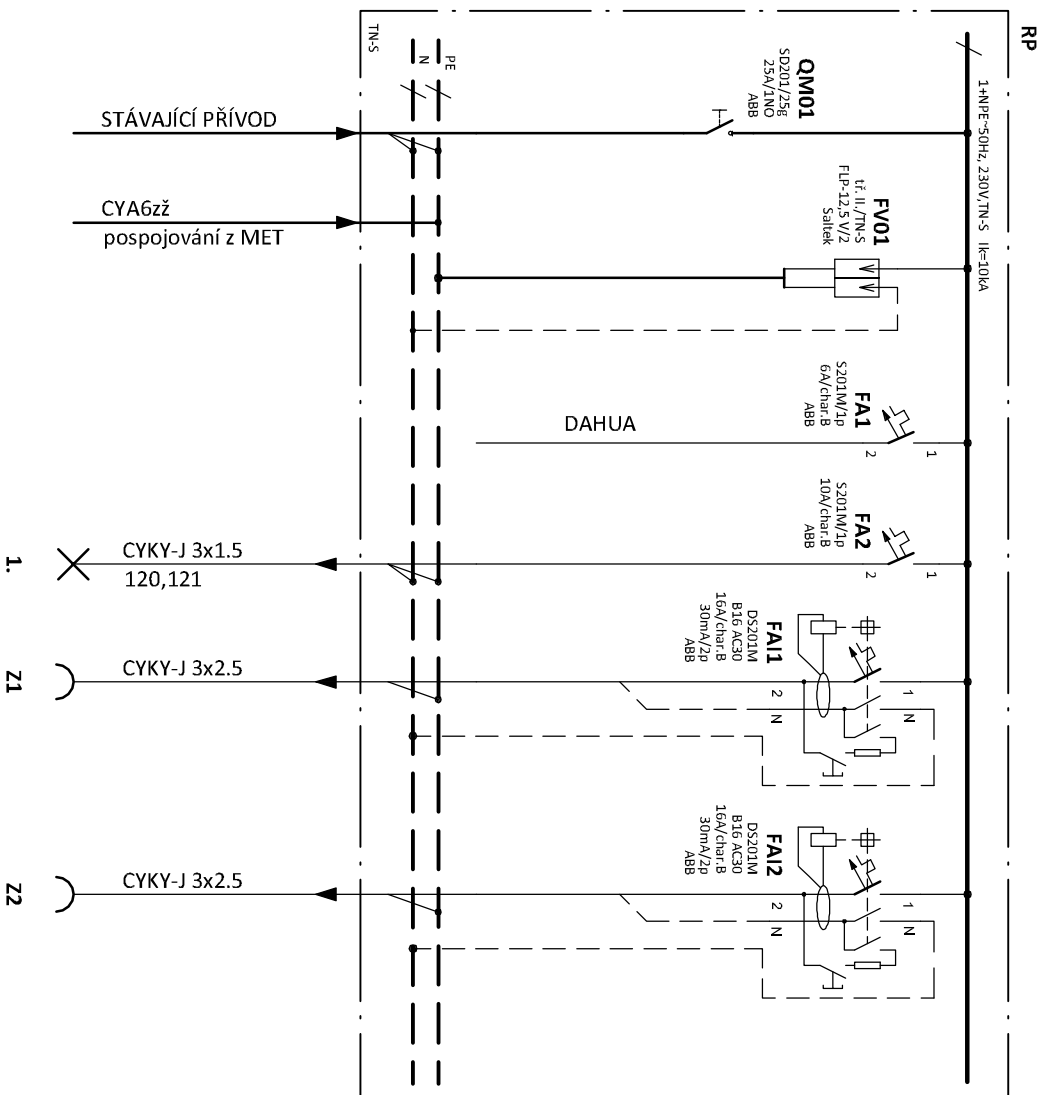 RP
1+NPE~50Hz, 230V,TN-S Ik=10kA
TN-S
PE
N
QM01
SD201/25g
25A/1NO
ABB
STÁVAJÍCÍ PŘÍVOD
CYA6zž
pospojování z MET
FV01
tř. II./TN-S
FLP-12,5 V/2
Saltek
FA1
S201M/1p
6A/char.B
ABB
1
2
DAHUA
FA2
S201M/1p
10A/char.B
ABB
1
2
CYKY-J 3x1.5
120,121
1.
FAI1
DS201M
B16 AC30
16A/char.B
30mA/2p
ABB
1
N
2
N
CYKY-J 3x2.5
Z1
FAI2
DS201M
B16 AC30
16A/char.B
30mA/2p
ABB
1
N
2
N
CYKY-J 3x2.5
Z2